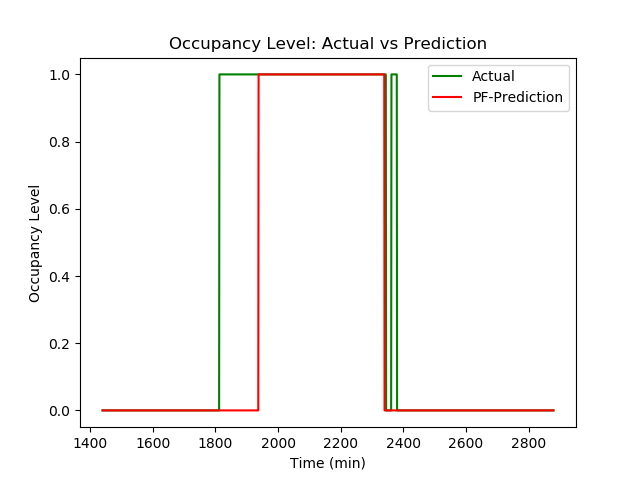 Occupancy Level: Actual vs Prediction
Actual
PF-Prediction
1.0
0.8
0.6
0.4
0.2
0.0
Occupancy Level
1400 1600 1800 2000 2200 2400 2600 2800
Time (min)